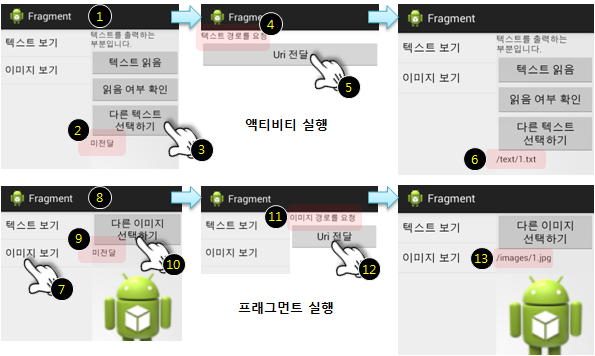 Fragment
1
텍스트 보기
이미지 보기
텍스트를 출력하는
부분입니다.
텍스트 읽음
읽음 여부 확인
다른 텍스트
선택하기
2
미전달
3
Fragment
4
텍스트 경로를 요청
Uri 전달
5
액티비티 실행
Fragment
텍스트 보기
이미지 보기
텍스트를 출력하는
부분입니다.
텍스트 읽음
읽음 여부 확인
다른 텍스트
선택하기
6
/text/1.txt
Fragment
8
텍스트 보기
이미지 보기
다른 이미지
선택하기
9
미전달
7
10
Fragment
텍스트 보기
이미지 보기
11
이미지 경로를 요청
Uri 전달
12
프래그먼트 실행
Fragment
텍스트 보기
이미지 보기
다른 이미지
선택하기
13
/images/1.jpg